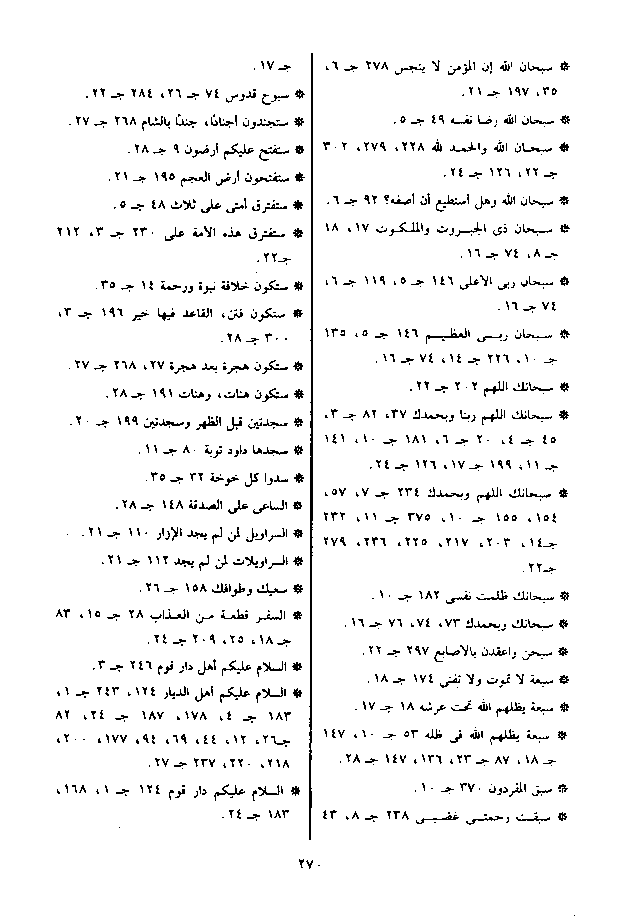 * سبحان الله إن المؤمن لا ينجس ٢٧٨ جـ ٦،
٣٥، ١٩٧ جـ ٢١.
* سبحان الله رضا نفسه ٤٩ جـ ٥.
* سبحان الله والحمد لله ٢٢٨، ٢٧٩، ٣٠٢
جـ ٢٢، ١٢٦ جـ ٢٤.
* سبحان الله وهل أستطيع أن أصفه؟ ٩٢ جـ ٦.
* سبحان ذى الجبروت والملكوت ١٧، ١٨
جـ ٨، ٧٤ جـ ١٦.
* سبحان ربى الأعلى ١٤٦ جـ ٥، ١١٩ جـ ٦،
٧٤ جـ ١٦.
* سبحان ربى العظيم ١٤٦ جـ ٥، ١٣٥
جـ ١٠، ٢٢٦ جـ ١٤، ٧٤ جـ ١٦.
* سبحانك اللهم ٢٠٢ جـ ٢٢.
* سبحانك اللهم ربنا وبحمدك ٣٧، ٨٢ جـ ٣،
٤٥ جـ ٤، ٢٠ جـ ٦، ١٨١ جـ ١٠، ١٤١
جـ ١١، ١٩٩ جـ ١٧، ١٢٦ جـ ٢٤.
* سبحانك اللهم وبحمدك ٢٣٤ جـ ٧، ٥٧،
١٥٤، ١٥٥ جـ ١٠، ٣٧٥ جـ ١١، ٢٣٢
جـ١٤، ٢٠٣، ٢١٧، ٢٢٥، ٢٣٦، ٢٧٩
جـ٢٢.
* سبحانك ظلمت نفسى ١٨٢ جـ ١٠.
* سبحانك وبحمدك ٧٣، ٧٤، ٧٦ جـ ١٦.
* سبحن واعقدن بالأصابع ٢٩٧ جـ ٢٢.
* سبعة لا تموت ولا تفنى ١٧٤ جـ ١٨.
* سبعة يظلهم الله تحت عرشه ١٨ جـ ١٧.
* سبعة يظلهم الله فى ظله ٥٣ جـ ١٠، ١٤٧
جـ ١٨، ٨٧ جـ ٢٣، ١٣٦، ١٤٧ جـ ٢٨.
* سبق المفردون ٣٧٠ جـ ١٠.
* سبقت رحمتى غضبى ٢٣٨ جـ ٨، ٤٣
جـ ١٧.
* سبوح قدوس ٧٤ جـ ٢٦، ٢٨٤ جـ ٢٢.
* ستجندون أجنادًا، جندًا بالشام ٢٦٨ جـ ٢٧.
* ستفتح عليكم أرضون ٩ جـ ٢٨.
* ستفتحون أرض العجم ١٩٥ جـ ٢١.
* ستفترق أمتى على ثلاث ٤٨ جـ ٥.
* ستفترق هذه الأمة على ٢٣٠ جـ ٣، ٢١٢
جـ٢٢.
* ستكون خلافة نبوة ورحمة ١٤ جـ ٣٥.
* ستكون فتن، القاعد فيها خير ١٩٦ جـ ٣،
٣٠٠ جـ ٢٨.
* ستكون هجرة بعد هجرة ٢٧، ٢٦٨ جـ ٢٧.
* ستكون هنات، وهنات ١٩١ جـ ٢٨.
* سجدتين قبل الظهر وسجدتين ١٩٩ جـ ٢٠.
* سجدها داود توبة ٨٠ جـ ١١.
* سدوا كل خوخة ٣٢ جـ ٣٥.
* الساعى على الصدقة ١٤٨ جـ ٢٨.
* السراويل لمن لم يجد الإزار ١١٠ جـ ٢١.
* السراويلات لمن لم يجد ١١٢ جـ ٢١.
* سعيك وطوافك ١٥٨ جـ ٢٦.
* السفر قطعة من العذاب ٢٨ جـ ١٥، ٨٣
جـ ١٨، ٢٥، ٢٠٩ جـ ٢٤.
* السلام عليكم أهل دار قوم ٢٤٦ جـ ٣.
* السلام عليكم أهل الديار ١٢٤، ٢٤٣ جـ ١،
١٨٣ جـ ٤، ١٧٨، ١٨٧ جـ ٢٤، ٨٢
جـ٢٦، ١٢، ٤٤، ٦٩، ٩٤، ١٧٧، ٢٠٠،
٢١٨، ٢٢٠، ٢٣٧ جـ ٢٧.
* السلام عليكم دار قوم ١٢٤ جـ ١، ١٦٨،
١٨٣ جـ ٢٤.
٢٧٠